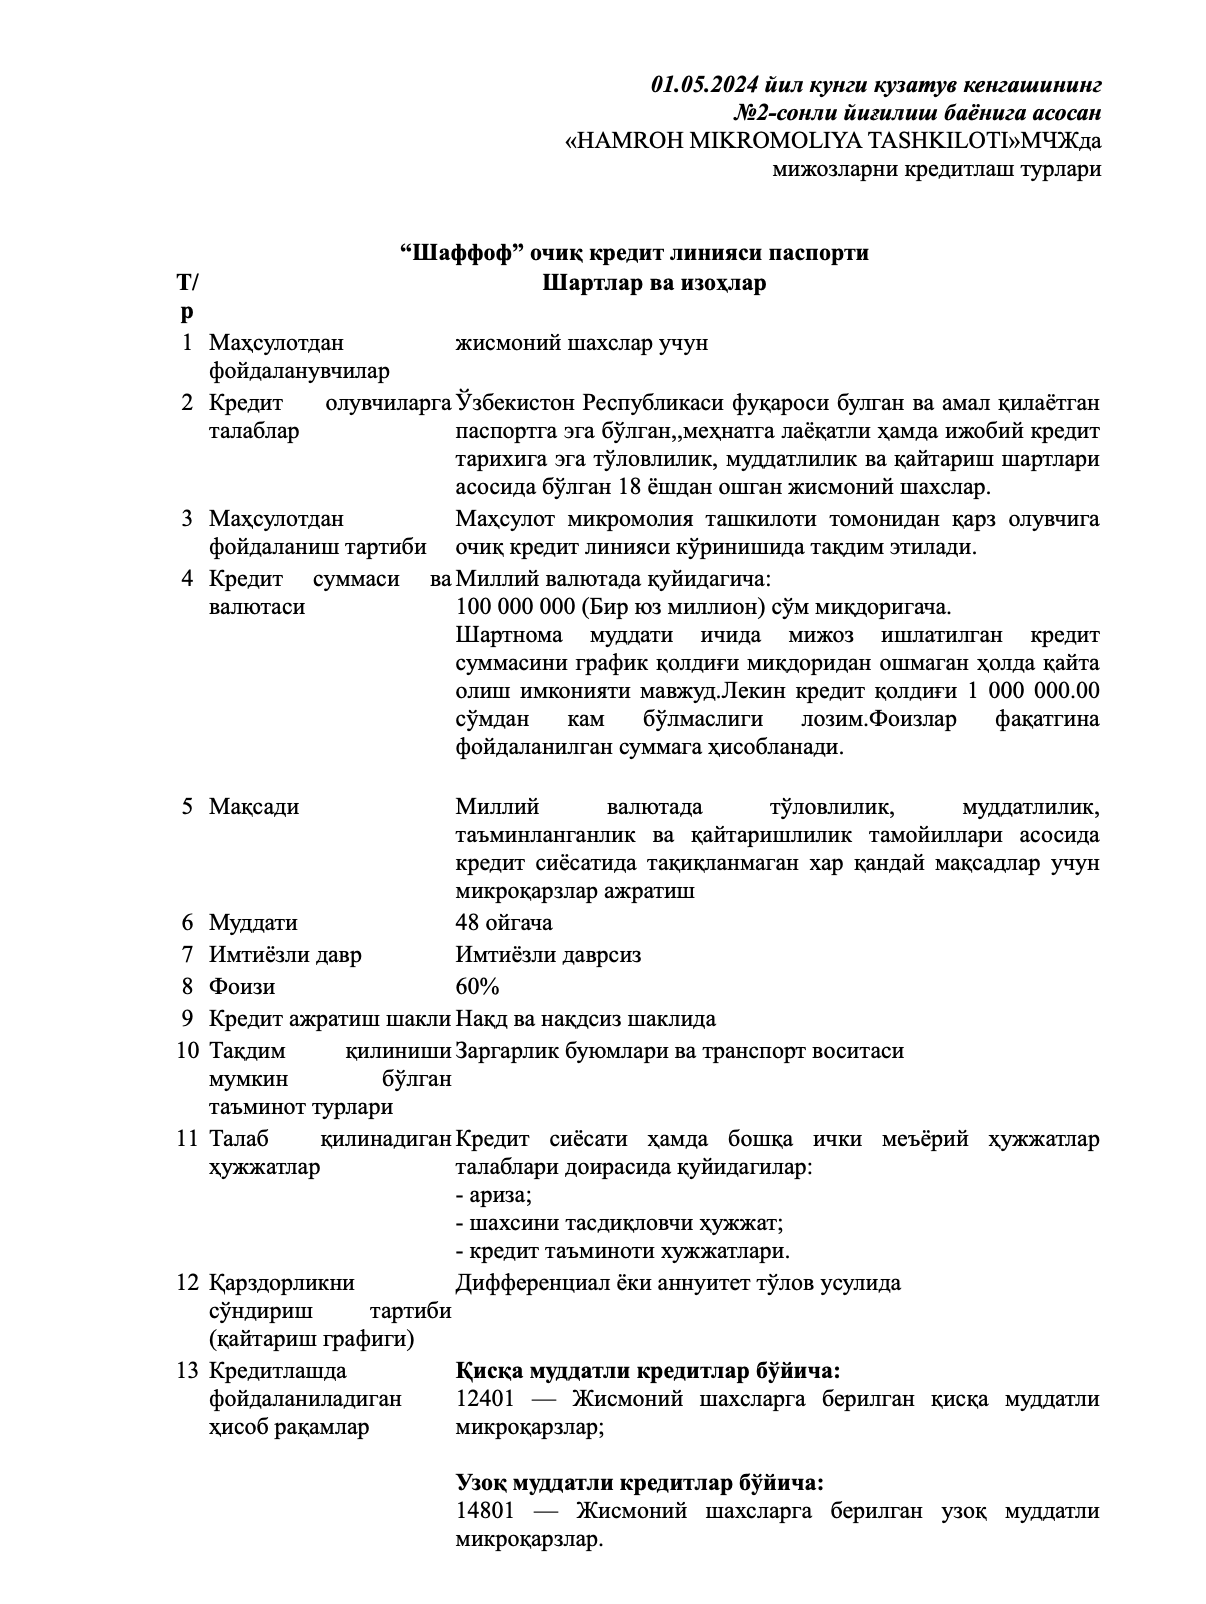 01.05.2024 йил кунги кузатув кенгашининг
№2-сонли йиғилиш баёнига асосан
«HAMROH MIKROMOLIYA TASHKILOTI»МЧЖда
мижозларни кредитлаш турлари
“Шаффоф” очиқ кредит линияси паспорти
Т/
р
Шартлар ва изоҳлар
1 Маҳсулотдан
фойдаланувчилар
жисмоний шахслар учун
2 Кредит олувчиларга
талаблар
Ўзбекистон Республикаси фуқароси булган ва амал қилаётган
паспортга эга бўлган,,меҳнатга лаёқатли ҳамда ижобий кредит
тарихига эга тўловлилик, муддатлилик ва қайтариш шартлари
асосида бўлган 18 ёшдан ошган жисмоний шахслар.
3 Маҳсулотдан
фойдаланиш тартиби
Маҳсулот микромолия ташкилоти томонидан қарз олувчига
очиқ кредит линияси кўринишида тақдим этилади.
4 Кредит суммаси ва
валютаси
Миллий валютада қуйидагича:
100 000 000 (Бир юз миллион) сўм миқдоригача.
Шартнома муддати ичида мижоз ишлатилган кредит
суммасини график қолдиғи миқдоридан ошмаган ҳолда қайта
олиш имконияти мавжуд.Лекин кредит қолдиғи 1 000 000.00
сўмдан кам бўлмаслиги лозим.Фоизлар фақатгина
фойдаланилган суммага ҳисобланади.
5 Мақсади
Миллий валютада тўловлилик, муддатлилик,
таъминланганлик ва қайтаришлилик тамойиллари асосида
кредит сиёсатида тақиқланмаган хар қандай мақсадлар учун
микроқарзлар ажратиш
6 Муддати
48 ойгача
7 Имтиёзли давр
Имтиёзли даврсиз
8 Фоизи
60%
9 Кредит ажратиш шакли
Нақд ва нақдсиз шаклида
10 Тақдим қилиниши
мумкин бўлган
таъминот турлари
Заргарлик буюмлари ва транспорт воситаси
11 Талаб қилинадиган
ҳужжатлар
Кредит сиёсати ҳамда бошқа ички меъёрий ҳужжатлар
талаблари доирасида қуйидагилар:
- ариза;
- шахсини тасдиқловчи ҳужжат;
- кредит таъминоти хужжатлари.
12 Қарздорликни
сўндириш тартиби
(қайтариш графиги)
Дифференциал ёки аннуитет тўлов усулида
13 Кредитлашда
фойдаланиладиган
ҳисоб рақамлар
Қисқа муддатли кредитлар бўйича:
12401 — Жисмоний шахсларга берилган қисқа муддатли
микроқарзлар;
Узоқ муддатли кредитлар бўйича:
14801 — Жисмоний шахсларга берилган узоқ муддатли
микроқарзлар.